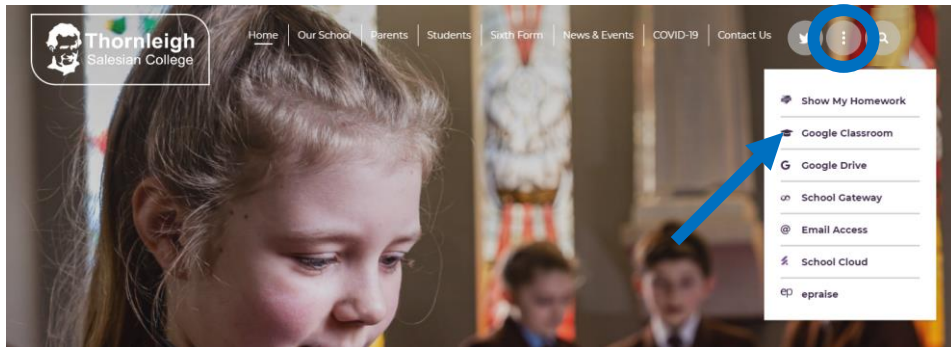 Thornleigh
Salesian College
Home Our School Parents Students Sixth Form News & Events COVID-19 Contact Us
Show My Homework
Google Classroom
G Google Drive
School Gateway
@ Email Access
School Cloud
ep epraise